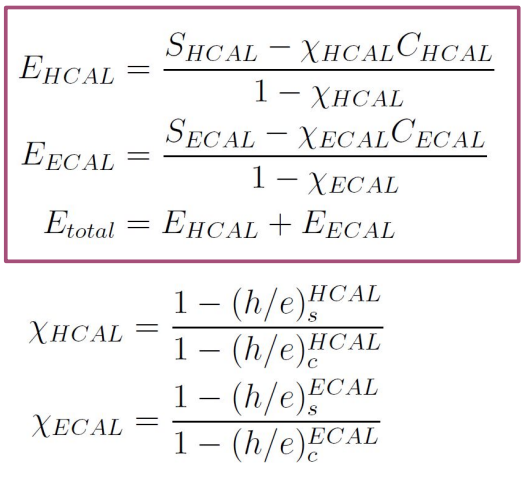 E_{HCAL} = \frac{S_{HCAL} - \chi_{HCAL} C_{HCAL}}{1 - \chi_{HCAL}}
E_{ECAL} = \frac{S_{ECAL} - \chi_{ECAL} C_{ECAL}}{1 - \chi_{ECAL}}
E_{total} = E_{HCAL} + E_{ECAL}
\chi_{HCAL} = \frac{1 - (h/e)_s^{HCAL}}{1 - (h/e)_c^{HCAL}}
\chi_{ECAL} = \frac{1 - (h/e)_s^{ECAL}}{1 - (h/e)_c^{ECAL}}